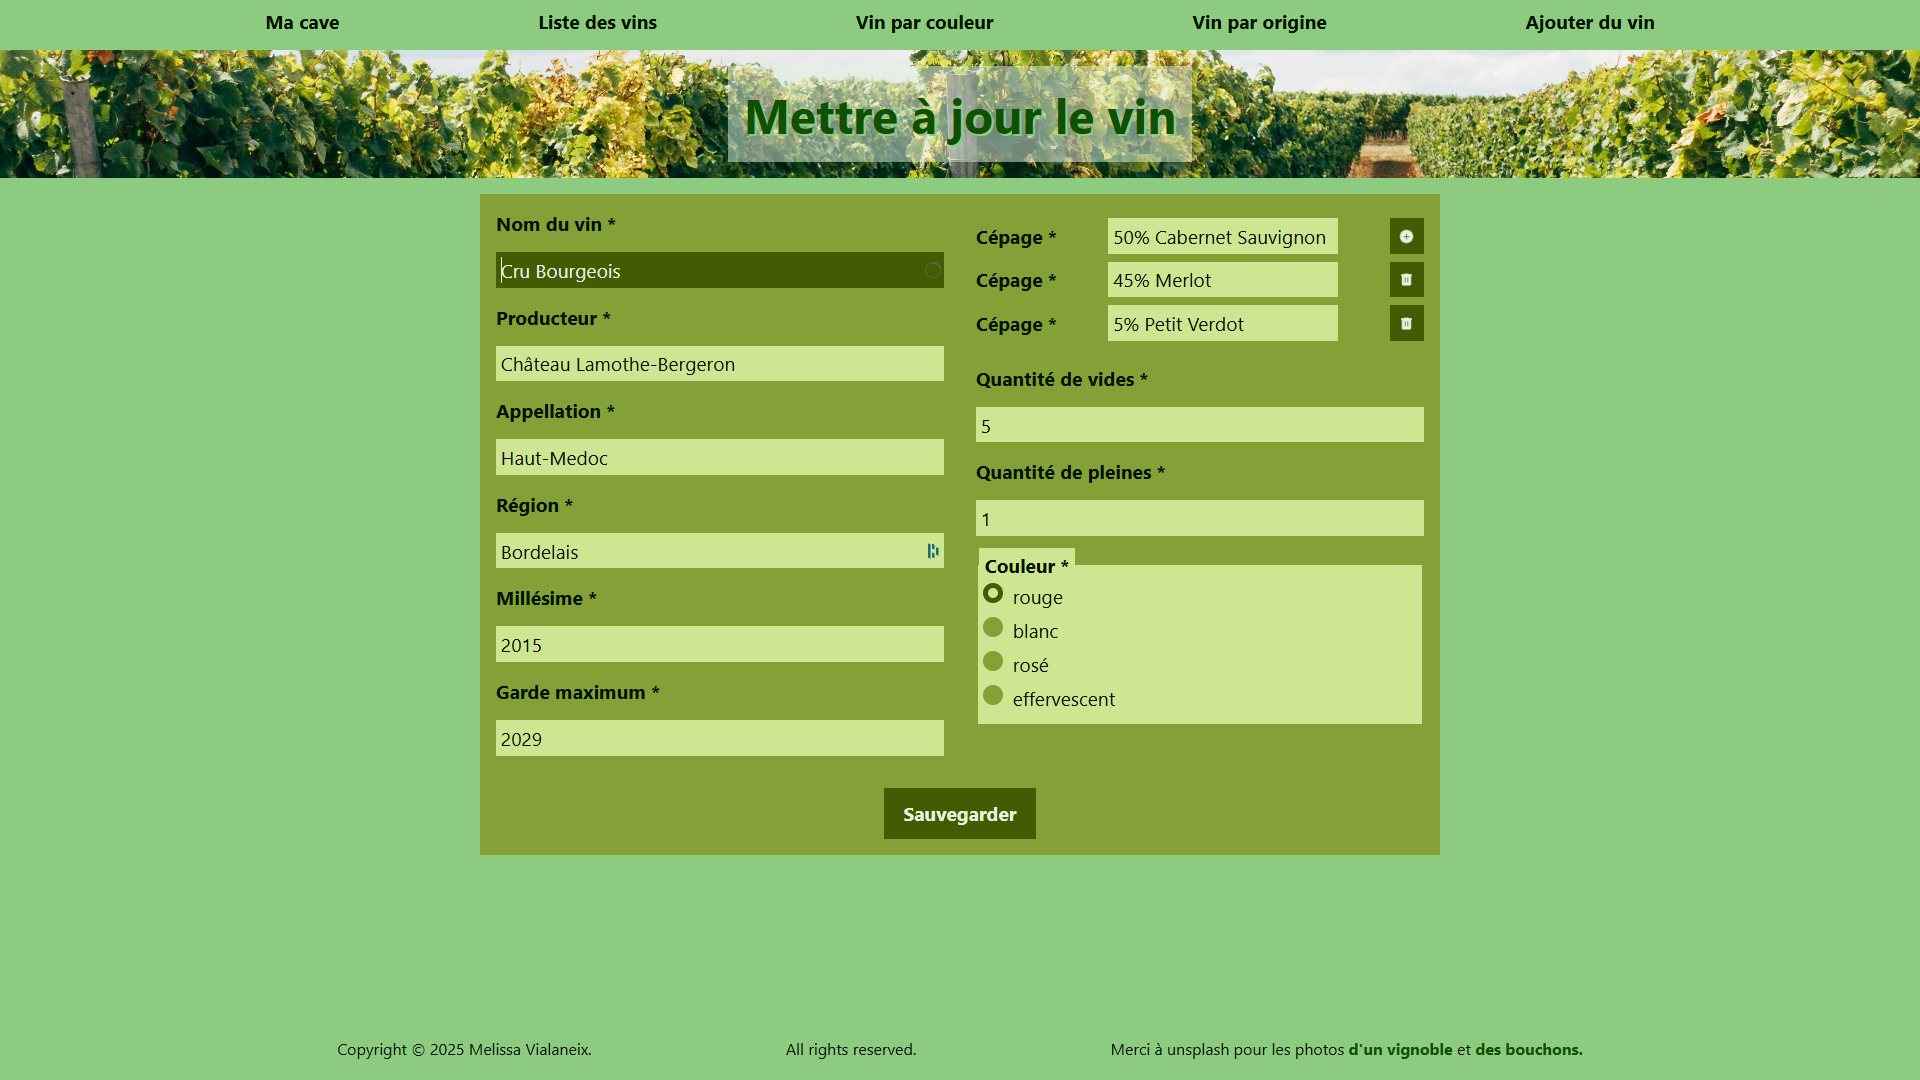 Ma cave Liste des vins Vin par couleur Vin par origine Ajouter du vin
Mettre à jour le vin
Nom du vin *
Cru Bourgeois
Producteur *
Château Lamothe-Bergeron
Appellation *
Haut-Medoc
Région *
Bordelais
Millésime *
2015
Garde maximum *
2029
Cépage * 50% Cabernet Sauvignon
Cépage * 45% Merlot
Cépage * 5% Petit Verdot
Quantité de vides *
5
Quantité de pleines *
1
Couleur *
rouge
blanc
rosé
effervescent
Sauvegarder
Copyright © 2025 Melissa Vialaneix. All rights reserved. Merci à unsplash pour les photos d'un vignoble et des bouchons.